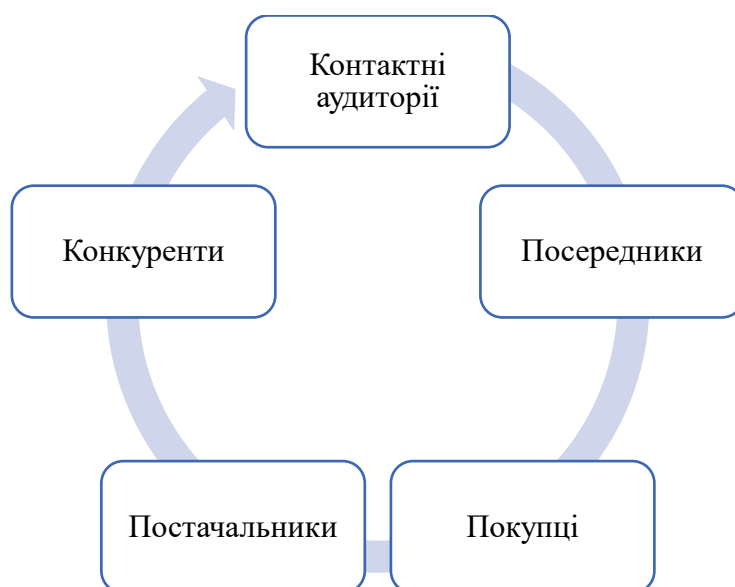 Контактні
аудиторії
Конкуренти
Посередники
Постачальники
Покупці